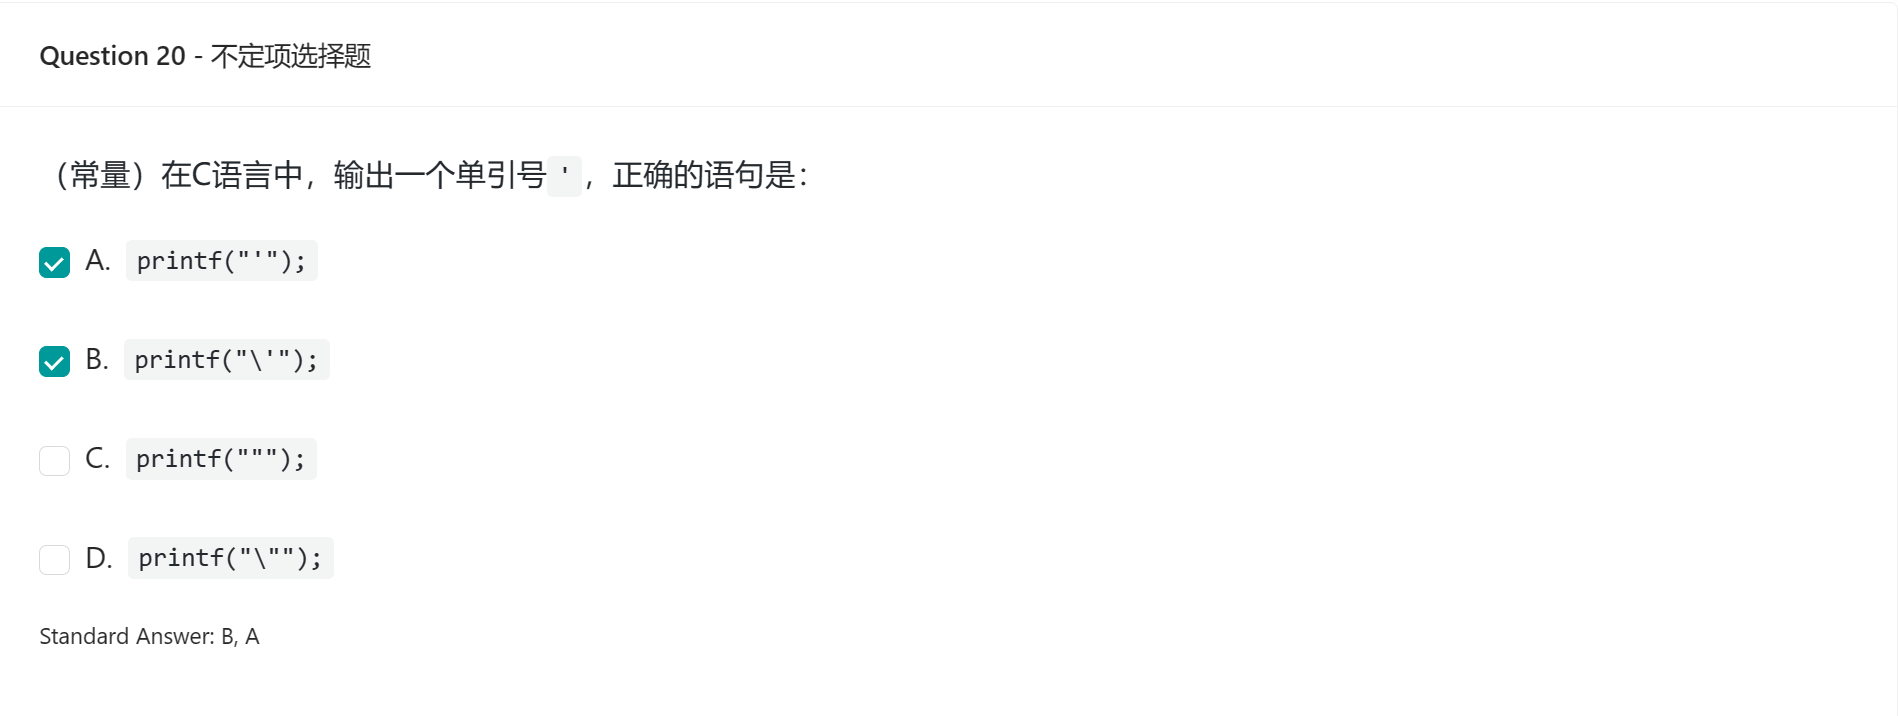 Question 20 - 不定项选择题
（常量）在C语言中，输出一个单引号 ' ，正确的语句是：
A. printf("'");
B. printf("\'");
C. printf(""");
D. printf("\"");
Standard Answer: B, A